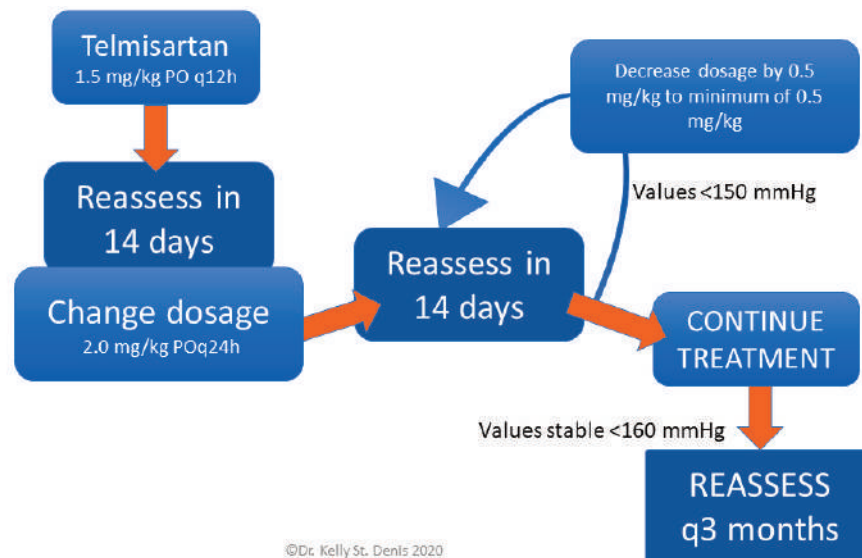 Telmisartan
1.5 mg/kg PO q12h
Reassess in
14 days
Change dosage
2.0 mg/kg POq24h
Reassess in
14 days
Decrease dosage by 0.5
mg/kg to minimum of 0.5
mg/kg
Values <150 mmHg
CONTINUE
TREATMENT
Values stable <160 mmHg
REASSESS
q3 months
©Dr. Kelly St. Denis 2020